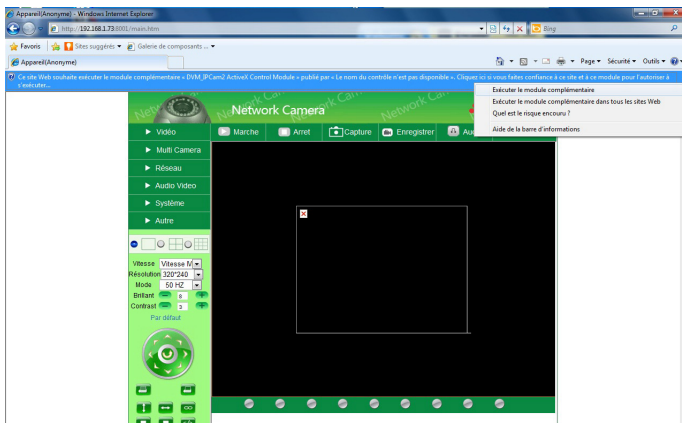 Appareil(Anonyme) - Windows Internet Explorer
http://192.168.1.73:8001/main.htm
Bing
Favoris
Sites suggérés
Galerie de composants ...
Appareil(Anonyme)
Page
Sécurité
Outils
Ce site Web souhaite exécuter le module complémentaire « DVM_IPCam2 ActiveX Control Module » publié par « Le nom du contrôle n'est pas disponible ». Cliquez ici si vous faites confiance à ce site et à ce module pour l'autoriser à
s'exécuter...
Exécuter le module complémentaire
Exécuter le module complémentaire dans tous les sites Web
Quel est le risque encouru ?
Aide de la barre d'informations
Network Camera
Vidéo
Marche
Arret
Capture
Enregistrer
Multi Camera
Réseau
Audio Video
Système
Autre
Vitesse
Vitesse
Résolution
320*240
Mode
50 HZ
Brillant
8
Contrast
3
Par défaut